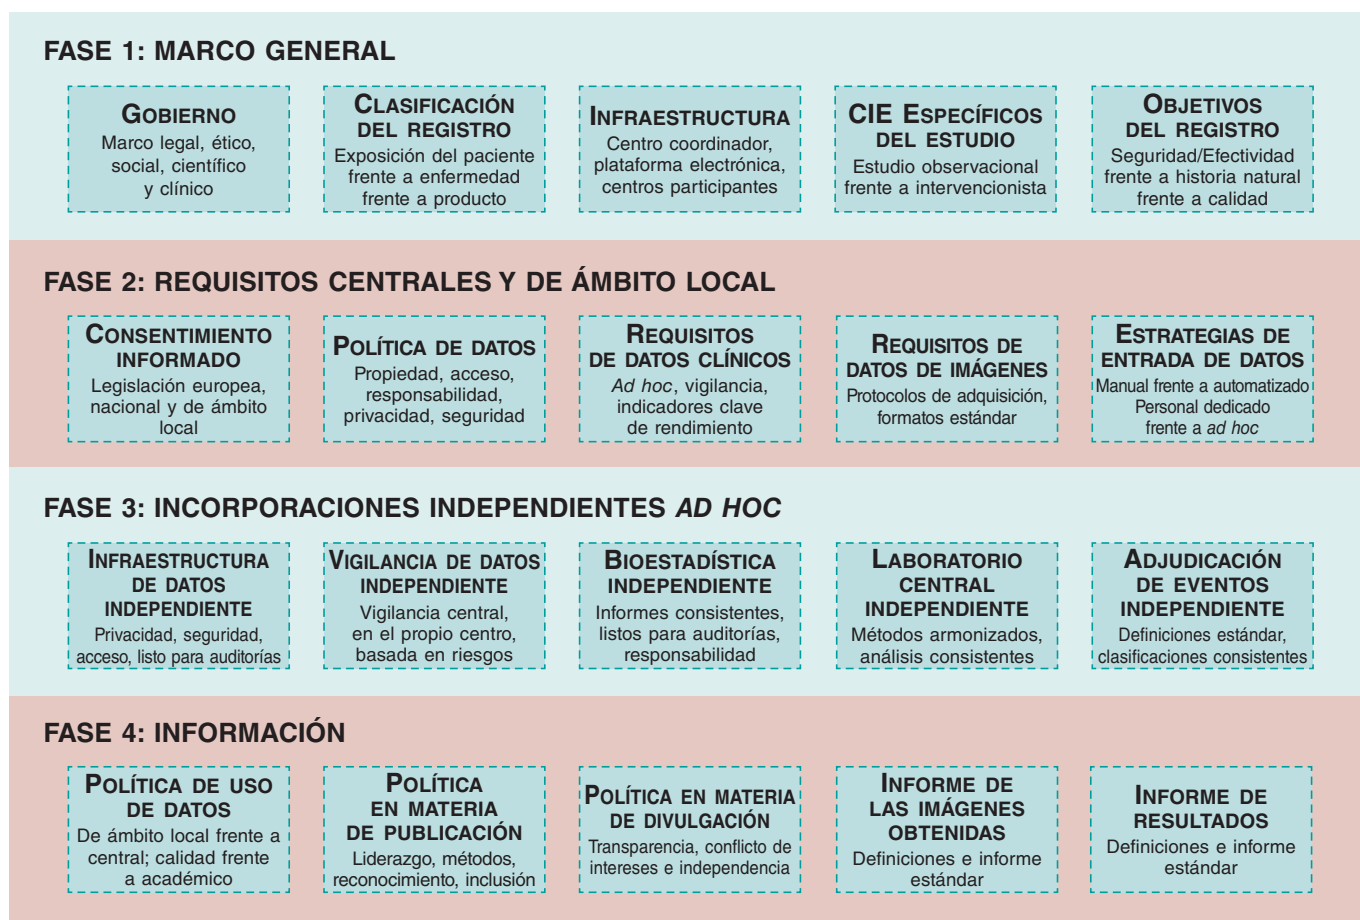 FASE 1: MARCO GENERAL
GOBIERNO
Marco legal, ético,
social, científico
y clínico
CLASIFICACIÓN
DEL REGISTRO
Exposición del paciente
frente a enfermedad
frente a producto
INFRAESTRUCTURA
Centro coordinador,
plataforma electrónica,
centros participantes
CIE ESPECÍFICOS
DEL ESTUDIO
Estudio observacional
frente a intervencionista
OBJETIVOS
DEL REGISTRO
Seguridad/Efectividad
frente a historia natural
frente a calidad
FASE 2: REQUISITOS CENTRALES Y DE ÁMBITO LOCAL
CONSENTIMIENTO
INFORMADO
Legislación europea,
nacional y de ámbito
local
POLÍTICA DE DATOS
Propiedad, acceso,
responsabilidad,
privacidad, seguridad
REQUISITOS
DE DATOS CLÍNICOS
Ad hoc, vigilancia,
indicadores clave
de rendimiento
REQUISITOS DE
DATOS DE IMÁGENES
Protocolos de adquisición,
formatos estándar
ESTRATEGIAS DE
ENTRADA DE DATOS
Manual frente a automatizado
Personal dedicado
frente a ad hoc
FASE 3: INCORPORACIONES INDEPENDIENTES AD HOC
INFRAESTRUCTURA
DE DATOS
INDEPENDIENTE
Privacidad, seguridad,
acceso, listo para auditorías
VIGILANCIA DE DATOS
INDEPENDIENTE
Vigilancia central,
en el propio centro,
basada en riesgos
BIOESTADÍSTICA
INDEPENDIENTE
Informes consistentes,
listos para auditorías,
responsabilidad
LABORATORIO
CENTRAL
INDEPENDIENTE
Métodos armonizados,
análisis consistentes
ADJUDICACIÓN
DE EVENTOS
INDEPENDIENTE
Definiciones estándar,
clasificaciones consistentes
FASE 4: INFORMACIÓN
POLÍTICA DE USO
DE DATOS
De ámbito local frente a
central; calidad frente
a académico
POLÍTICA
EN MATERIA
DE PUBLICACIÓN
Liderazgo, métodos,
reconocimiento, inclusión
POLÍTICA EN MATERIA
DE DIVULGACIÓN
Transparencia, conflicto de
intereses e independencia
INFORME DE
LAS IMÁGENES
OBTENIDAS
Definiciones e informe
estándar
INFORME DE
RESULTADOS
Definiciones e informe
estándar